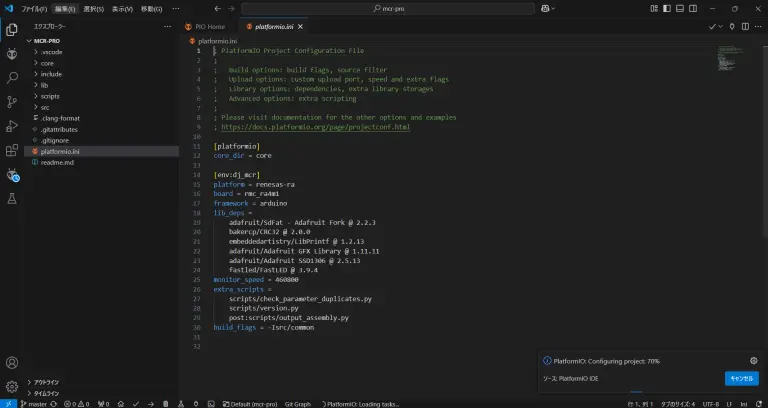 ファイル(F) 編集(E) 選択(S) 表示(V) 移動(G) … mcr-pro
エクスプローラー …
PIO Home platformio.ini
MCR-PRO
platformio.ini
.vscode
core
include
lib
scripts
src
.clang-format
.gitattributes
.gitignore
platformio.ini
readme.md
1 ; PlatformIO Project Configuration File
2 ;
3 ;   Build options: build flags, source filter
4 ;   Upload options: custom upload port, speed and extra flags
5 ;   Library options: dependencies, extra library storages
6 ;   Advanced options: extra scripting
7 ;
8 ; Please visit documentation for the other options and examples
9 ; https://docs.platformio.org/page/projectconf.html
10
11 [platformio]
12 core_dir = core
13
14 [env:dj_mcr]
15 platform = renesas-ra
16 board = rmc_ra4m1
17 framework = arduino
18 lib_deps =
19     adafruit/SdFat - Adafruit Fork @ 2.2.3
20     bakercp/CRC32 @ 2.0.0
21     embeddedartistry/LibPrintf @ 1.2.13
22     adafruit/Adafruit GFX Library @ 1.11.11
23     adafruit/Adafruit SSD1306 @ 2.5.13
24     fastled/FastLED @ 3.9.4
25 monitor_speed = 460800
26 extra_scripts =
27     scripts/check_parameter_duplicates.py
28     scripts/version.py
29     post:scripts/output_assembly.py
30 build_flags = -Isrc/common
31
32
PlatformIO: Configuring project: 70%
ソース: PlatformIO IDE
キャンセル
アウトライン
タイムライン
master 0 0 0 Default (mcr-pro) Git Graph PlatformIO: Loading tasks... 行 1、列 1 タブのサイズ: 4 UTF-8 LF Ini